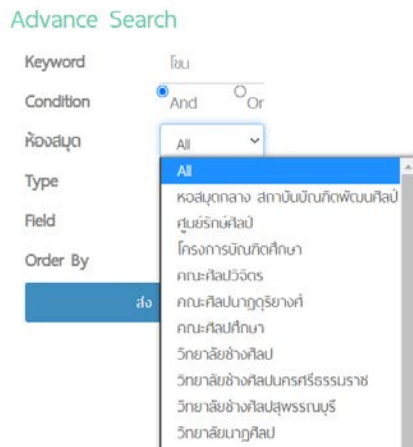 Advance Search
Keyword โขน
Condition And Or
ห้องสมุด All
Type
Field
Order By
ส่ง
All
หอสมุดกลาง สถาบันบัณฑิตพัฒนศิลป์
ศูนย์รักษ์ศิลป์
โครงการบัณฑิตศึกษา
คณะศิลปวิจิตร
คณะศิลปนาฏดุริยางค์
คณะศิลปศึกษา
วิทยาลัยช่างศิลป
วิทยาลัยช่างศิลปนครศรีธรรมราช
วิทยาลัยช่างศิลปสุพรรณบุรี
วิทยาลัยนาฏศิลป